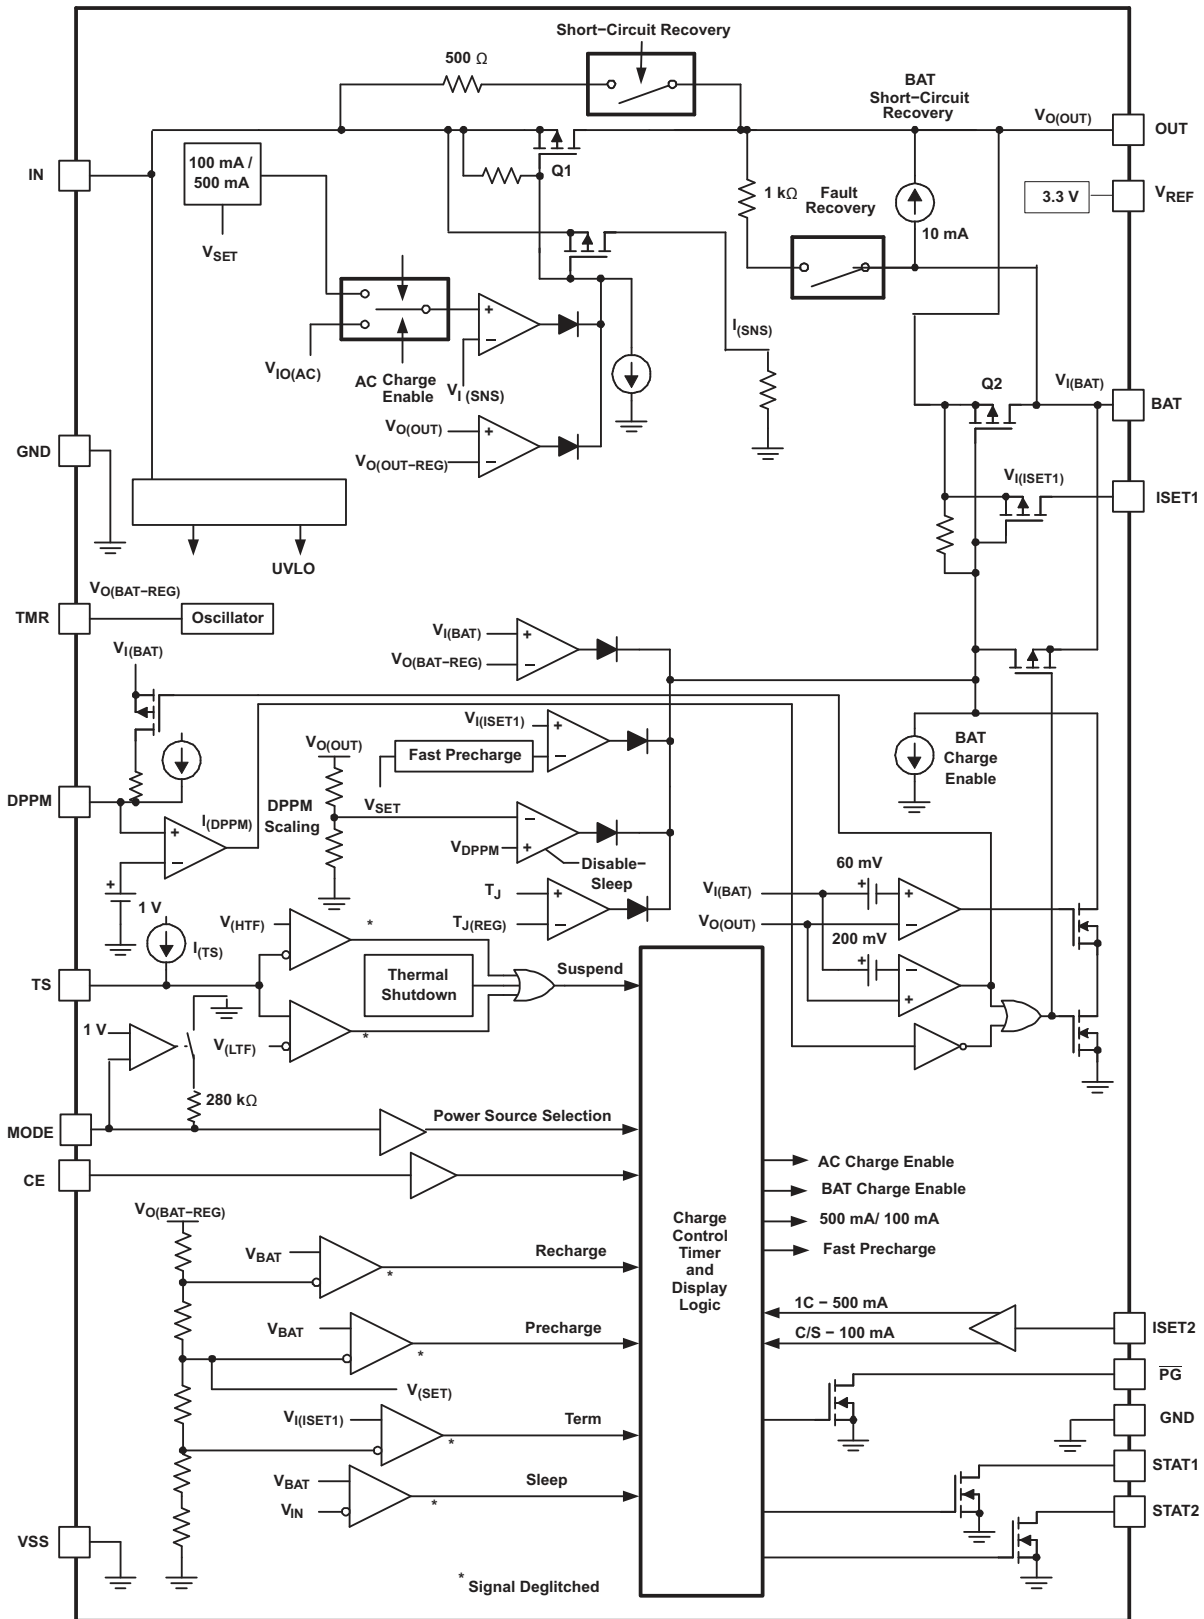 Short−Circuit Recovery
500 Ω
BAT
Short−Circuit
Recovery
VO(OUT)
OUT
IN
100 mA /
500 mA
Q1
1 kΩ
Fault
Recovery
10 mA
3.3 V
VREF
VSET
I(SNS)
VIO(AC)
AC Charge
Enable
VI (SNS)
Q2
VI(BAT)
BAT
VO(OUT)
GND
VO(OUT−REG)
VI(ISET1)
ISET1
UVLO
VO(BAT−REG)
TMR
Oscillator
VI(BAT)
VI(BAT)
VO(BAT−REG)
VI(ISET1)
VO(OUT)
Fast Precharge
BAT
Charge
Enable
DPPM
VSET
I(DPPM)
DPPM
Scaling
VDPPM
Disable−
Sleep
60 mV
1 V
TJ
VI(BAT)
V(HTF)
*
TJ(REG)
VO(OUT)
I(TS)
200 mV
TS
Thermal
Shutdown
Suspend
1 V
V(LTF)
*
280 kΩ
MODE
Power Source Selection
CE
AC Charge Enable
BAT Charge Enable
VO(BAT−REG)
500 mA/ 100 mA
Charge
Control
Timer
and
Display
Logic
VBAT
Recharge
*
Fast Precharge
1C − 500 mA
VBAT
Precharge
*
C/S − 100 mA
ISET2
V(SET)
PG
VI(ISET1)
Term
*
GND
VBAT
Sleep
*
STAT1
VIN
STAT2
VSS
* Signal Deglitched